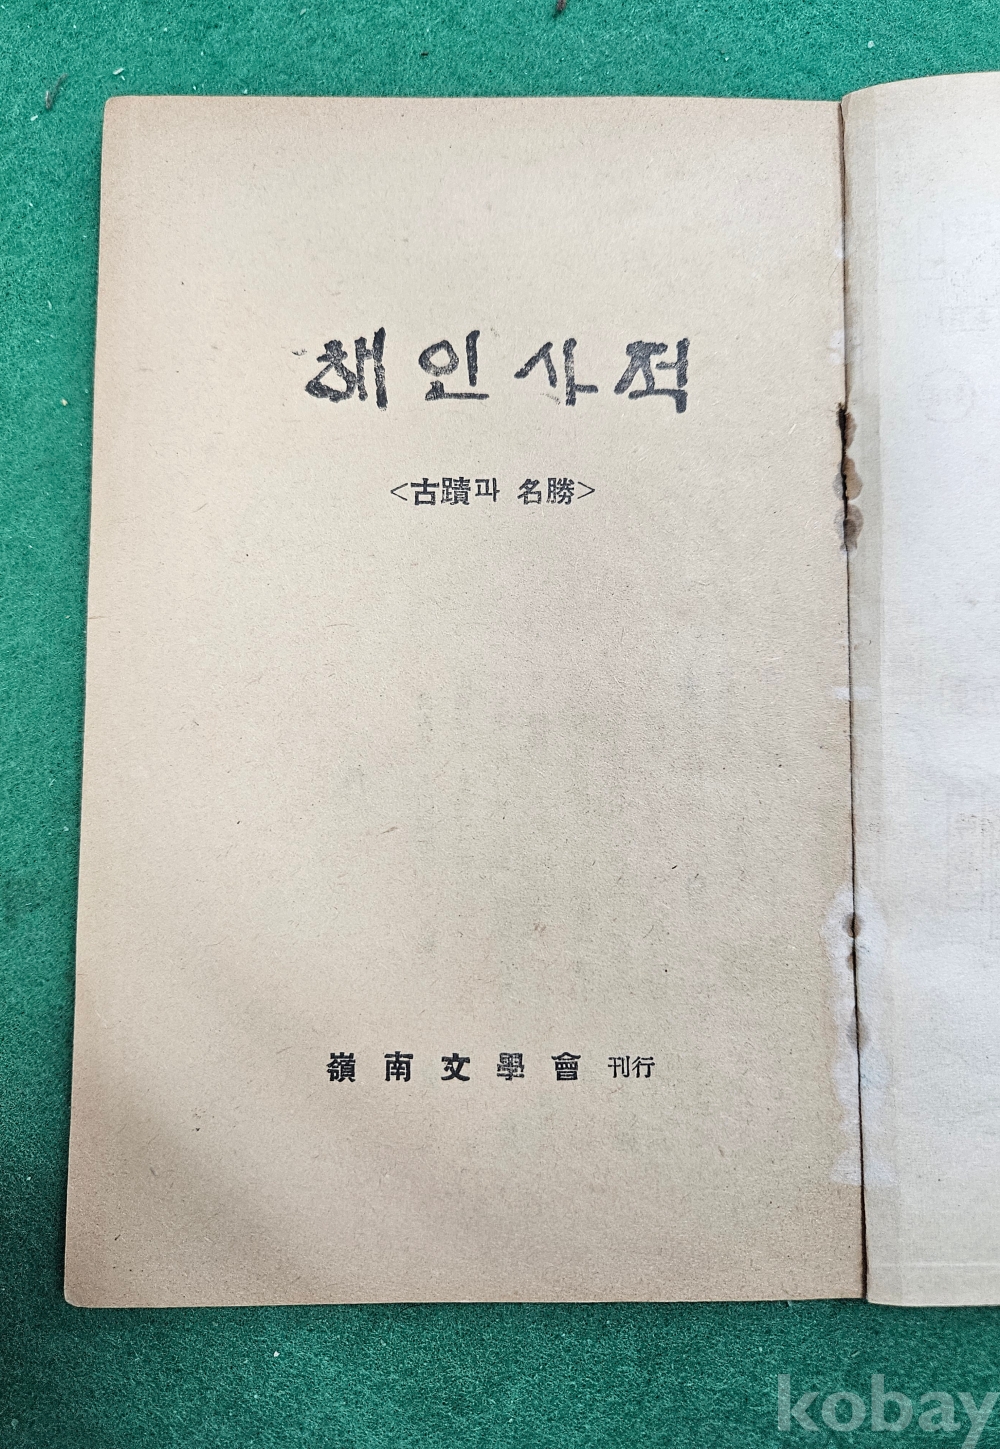 해인사적
<古蹟과 名勝>
嶺南文學會 刊行
kobay